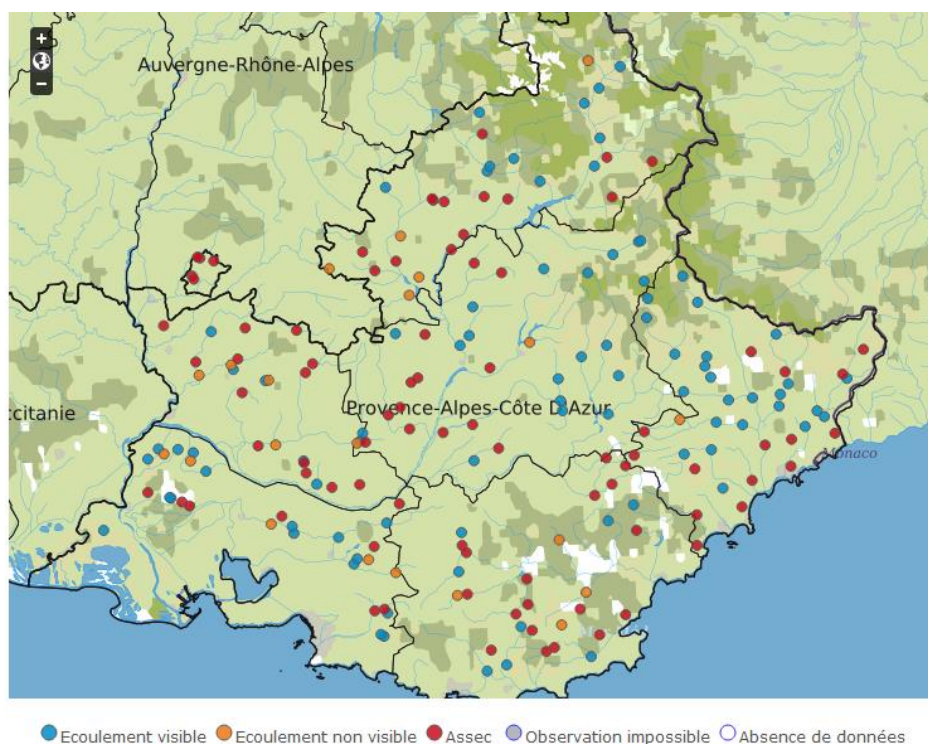 +
−
Auvergne-Rhône-Alpes
ccitanie
Provence-Alpes-Côte D'Azur
Monaco
Ecoulement visible Ecoulement non visible Assec Observation impossible Absence de données